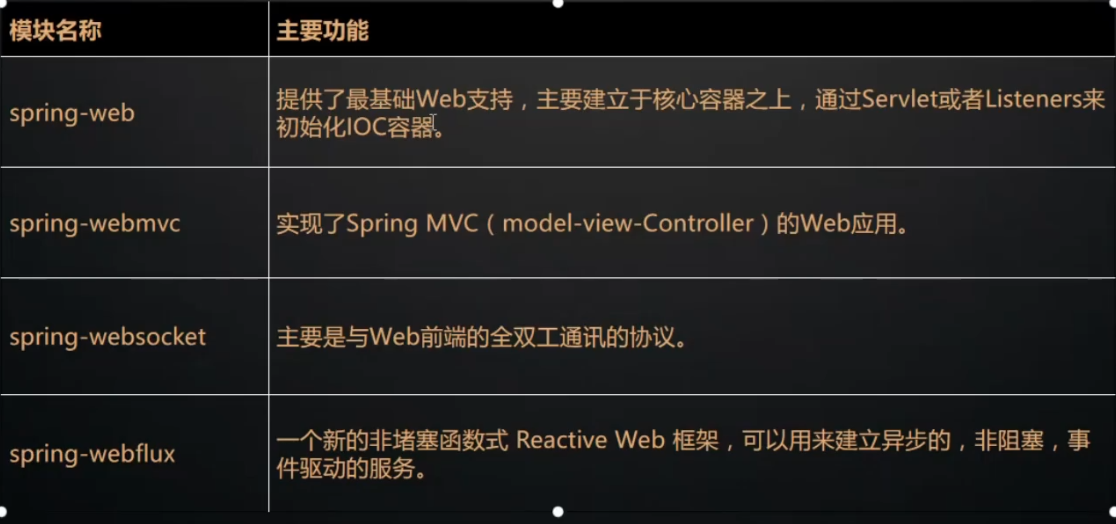 模块名称
主要功能
spring-web
提供了最基础Web支持，主要建立于核心容器之上，通过Servlet或者Listeners来
初始化IOC容器。
spring-webmvc
实现了Spring MVC（model-view-Controller）的Web应用。
spring-websocket
主要是与Web前端的全双工通讯的协议。
spring-webflux
一个新的非堵塞函数式 Reactive Web 框架，可以用来建立异步的，非阻塞，事
件驱动的服务。